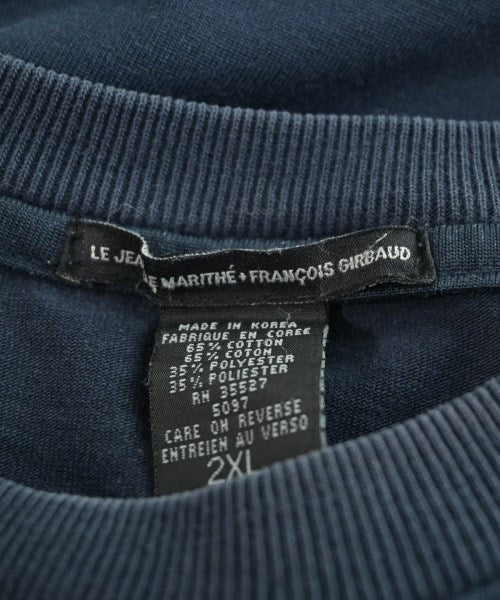 LE JEA E MARITHÉ + FRANÇOIS GIRBAUD
MADE IN KOREA
FABRIQUE EN COREE
65% COTTON
65% COTON
35% POLYESTER
35% POLIESTER
RN 35527
5097
CARE ON REVERSE
ENTREIEN AU VERSO
2XL